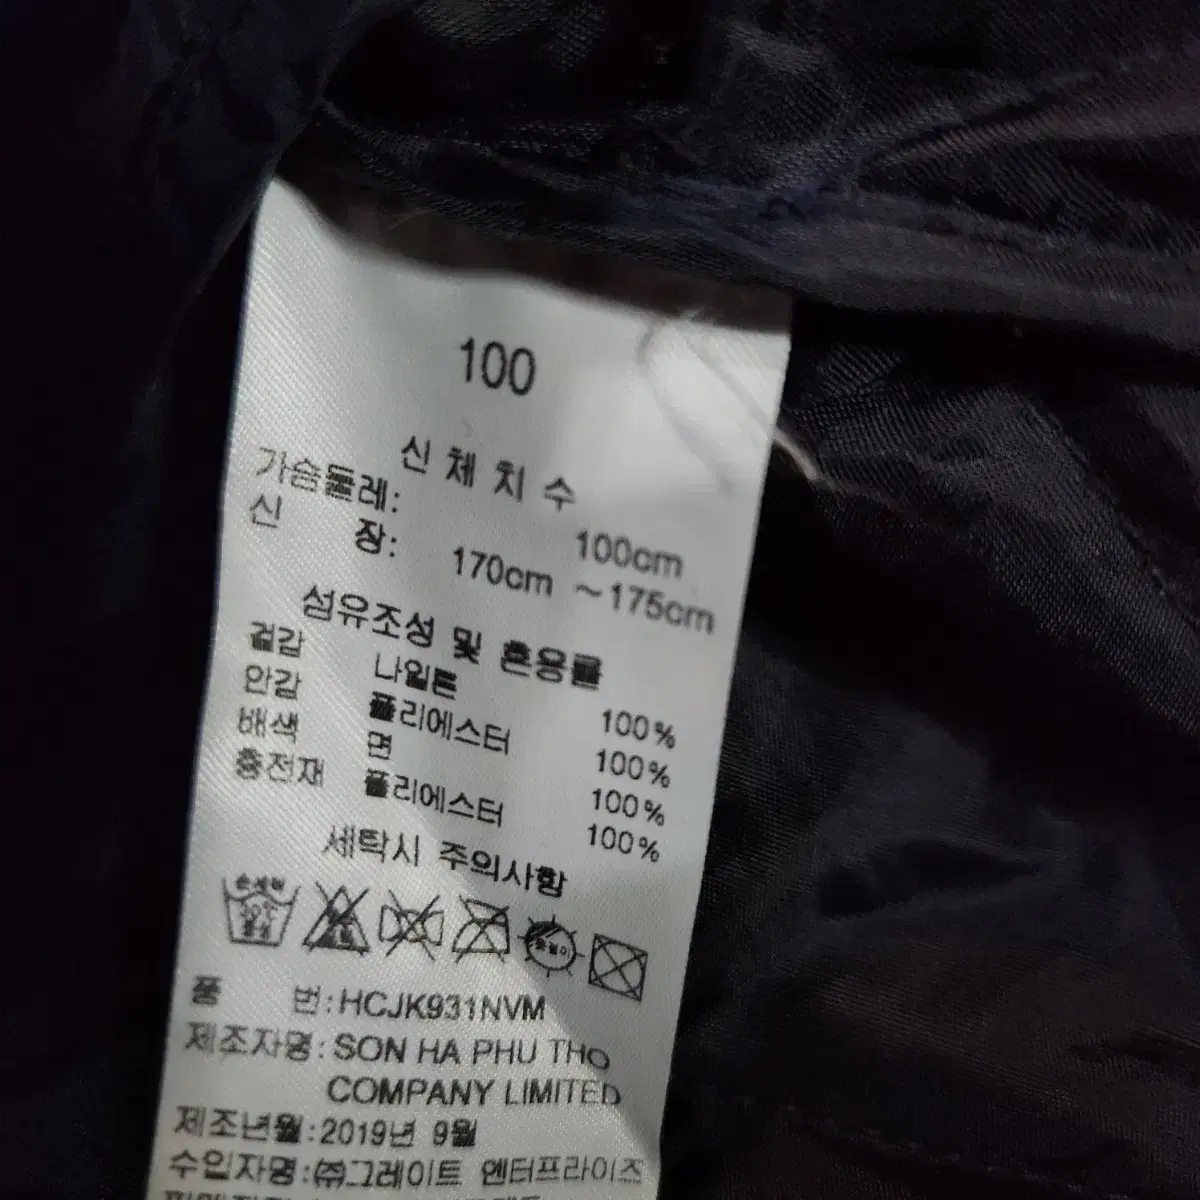 100
신체치수
가슴둘레: 100cm
신 장: 170cm ~175cm
섬유조성 및 혼용률
겉감 나일론 100%
안감 폴리에스터 100%
배색 면 100%
충전재 폴리에스터 100%
세탁시 주의사항
손세탁
품 번:HCJK931NVM
제조자명:SON HA PHU THO
COMPANY LIMITED
제조년월:2019년 9월
수입자명:㈜그레이트 엔터프라이즈